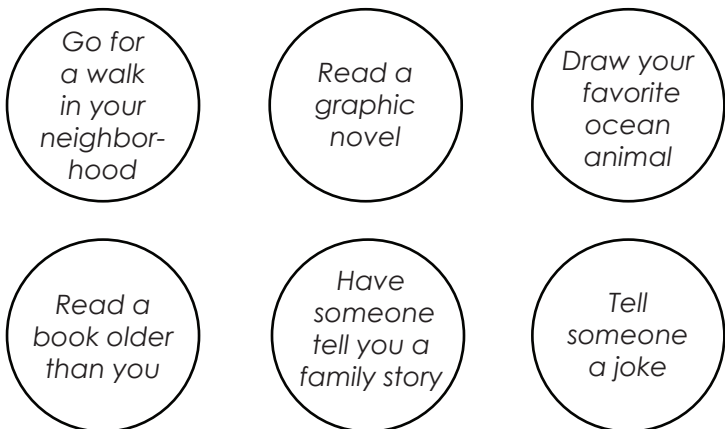 Go for
a walk
in your
neighbor-
hood
Read a
graphic
novel
Draw your
favorite
ocean
animal
Read a
book older
than you
Have
someone
tell you a
family story
Tell
someone
a joke